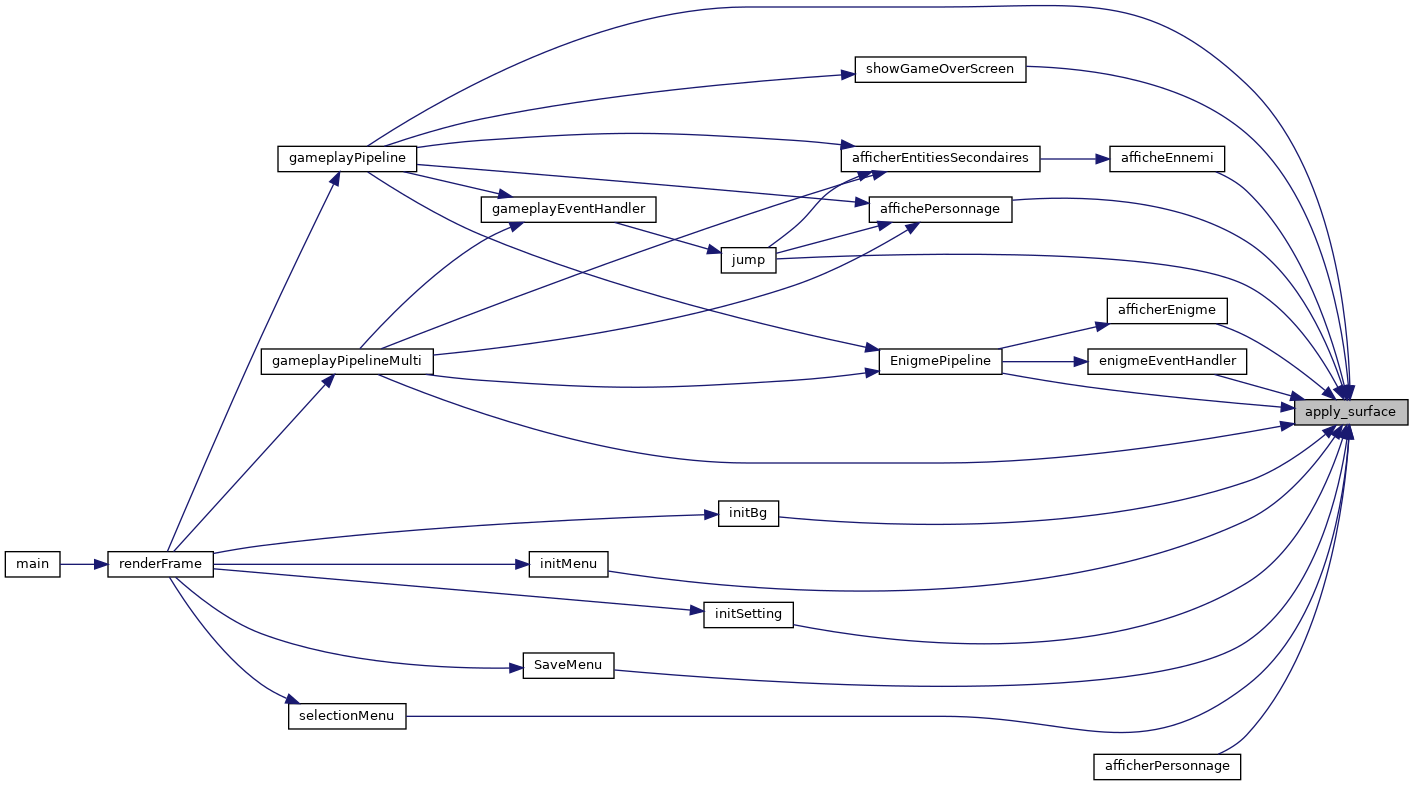 showGameOverScreen
gameplayPipeline
afficherEntitiesSecondaires
afficheEnnemi
gameplayEventHandler
affichePersonnage
jump
afficherEnigme
gameplayPipelineMulti
EnigmePipeline
enigmeEventHandler
apply_surface
initBg
main
renderFrame
initMenu
initSetting
SaveMenu
selectionMenu
afficherPersonnage